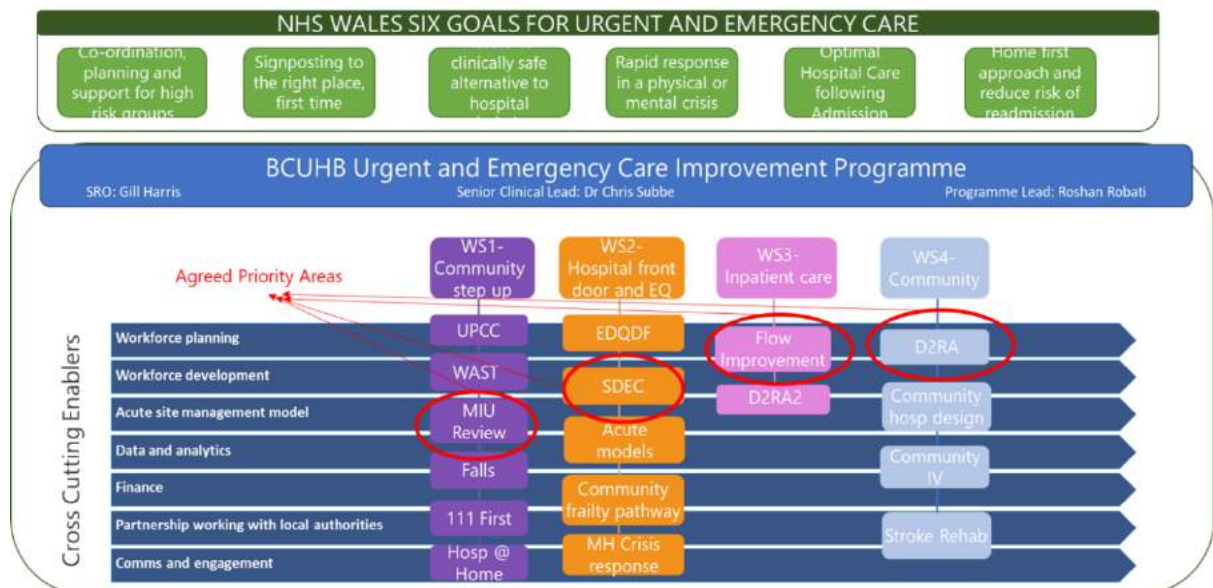 NHS WALES SIX GOALS FOR URGENT AND EMERGENCY CARE
Co-ordination,
planning and
support for high
risk groups
Signposting to
the right place,
first time
clinically safe
alternative to
hospital
Rapid response
in a physical or
mental crisis
Optimal
Hospital Care
following
Admission
Home first
approach and
reduce risk of
readmission
BCUHB Urgent and Emergency Care Improvement Programme
SRO: Gill Harris
Senior Clinical Lead: Dr Chris Subbe
Programme Lead: Roshan Robati
Agreed Priority Areas
WS1-
Community
step up
WS2-
Hospital front
door and EQ
WS3-
Inpatient care
WS4-
Community
Cross Cutting Enablers
Workforce planning
Workforce development
Acute site management model
Data and analytics
Finance
Partnership working with local authorities
Comms and engagement
UPCC
WAST
MIU
Review
Falls
111 First
Hosp @
Home
EDQDF
SDEC
Acute
models
Community
frailty pathway
MH Crisis
response
Flow
Improvement
D2RA2
D2RA
Community
hosp design
Community
IV
Stroke Rehab